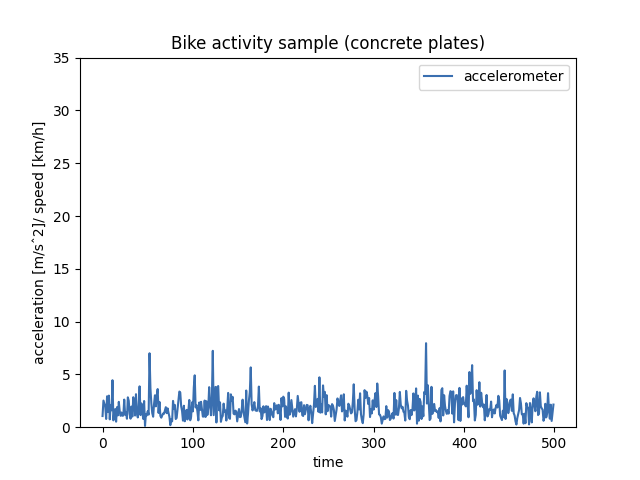 Bike activity sample (concrete plates)
accelerometer
acceleration [m/sˆ2]/ speed [km/h]
35
30
25
20
15
10
5
0
0 100 200 300 400 500
time